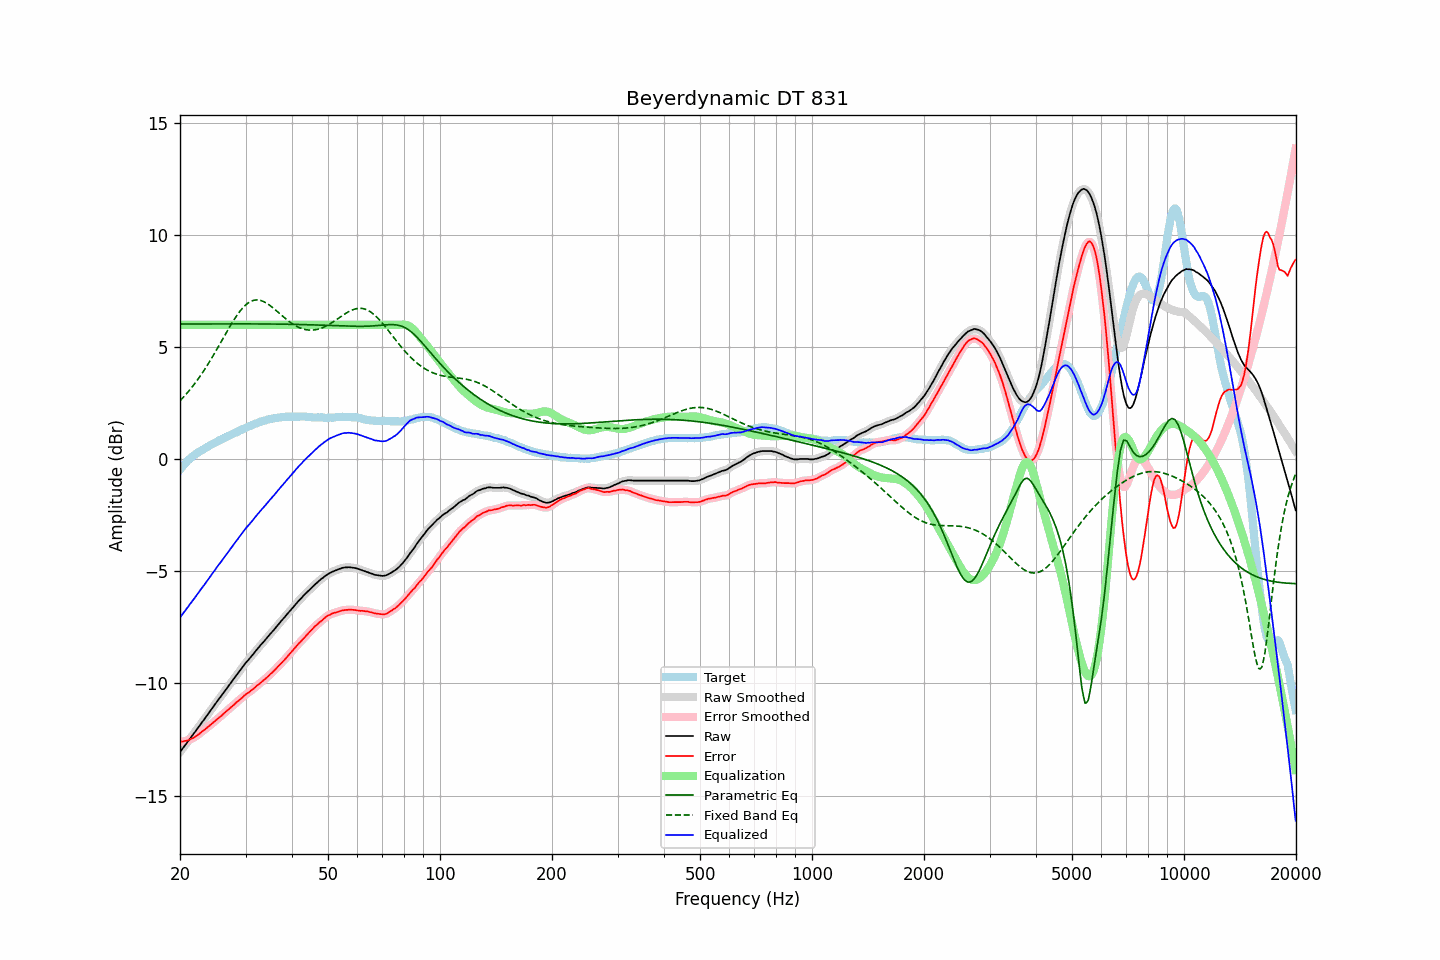 Beyerdynamic DT 831
15
10
5
0
−5
−10
−15
Amplitude (dBr)
Target
Raw Smoothed
Error Smoothed
Raw
Error
Equalization
Parametric Eq
Fixed Band Eq
Equalized
20 50 100 200 500 1000 2000 5000 10000 20000
Frequency (Hz)